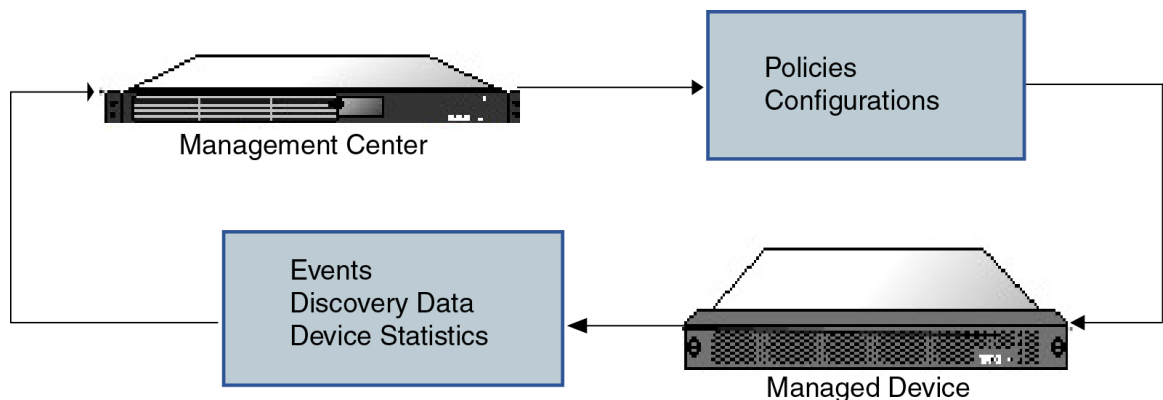 Policies
Configurations
Management Center
Events
Discovery Data
Device Statistics
Managed Device